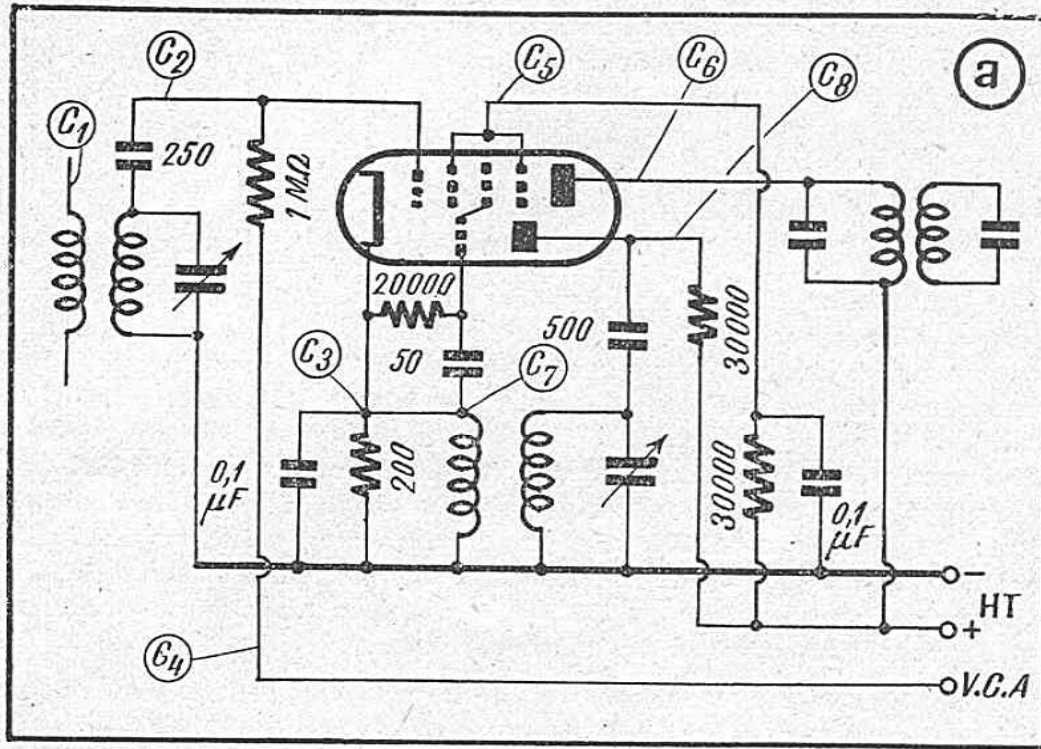 a
C1
C2
250
1 MΩ
C5
C6
C8
20000
50
C3
C7
500
30000
200
0,1
µF
30000
0,1
µF
−
HT
+
C4
V.C.A